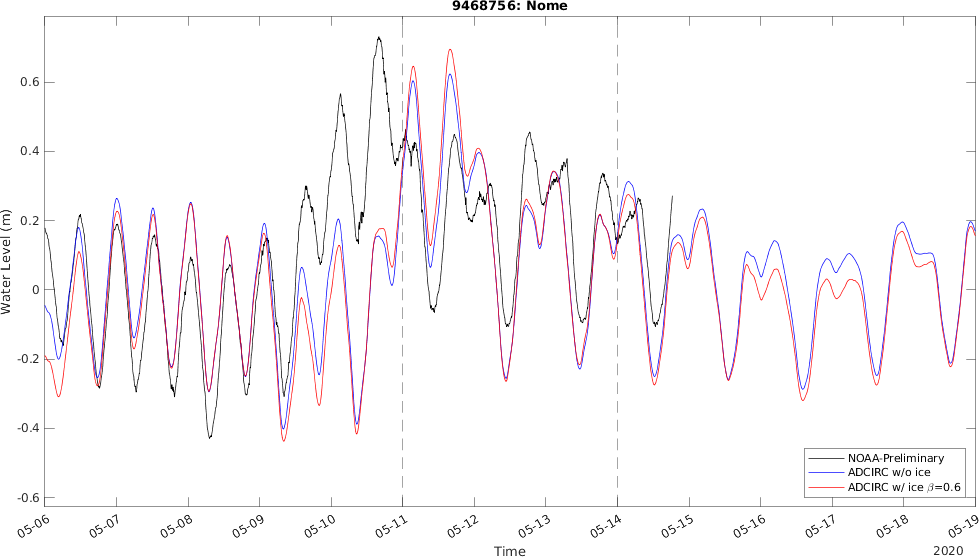 9468756: Nome
Water Level (m)
0.6
0.4
0.2
0
-0.2
-0.4
-0.6
NOAA-Preliminary
ADCIRC w/o ice
ADCIRC w/ ice β=0.6
05-06 05-07 05-08 05-09 05-10 05-11 05-12 05-13 05-14 05-15 05-16 05-17 05-18 05-19
Time
2020